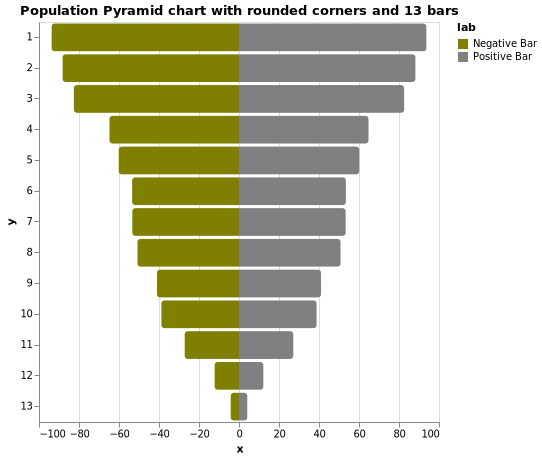 Population Pyramid chart with rounded corners and 13 bars
lab
Negative Bar
Positive Bar
y
1
2
3
4
5
6
7
8
9
10
11
12
13
−100 −80 −60 −40 −20 0 20 40 60 80 100
x